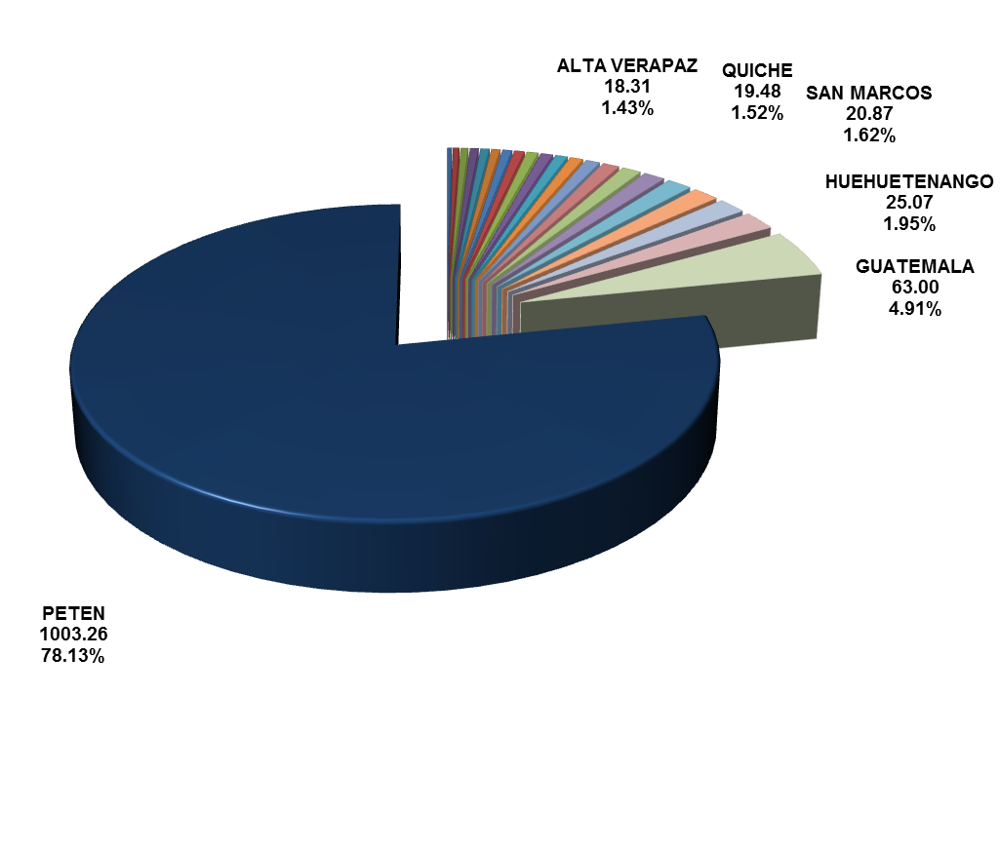 ALTA VERAPAZ
18.31
1.43%
QUICHE
19.48
1.52%
SAN MARCOS
20.87
1.62%
HUEHUETENANGO
25.07
1.95%
GUATEMALA
63.00
4.91%
PETEN
1003.26
78.13%